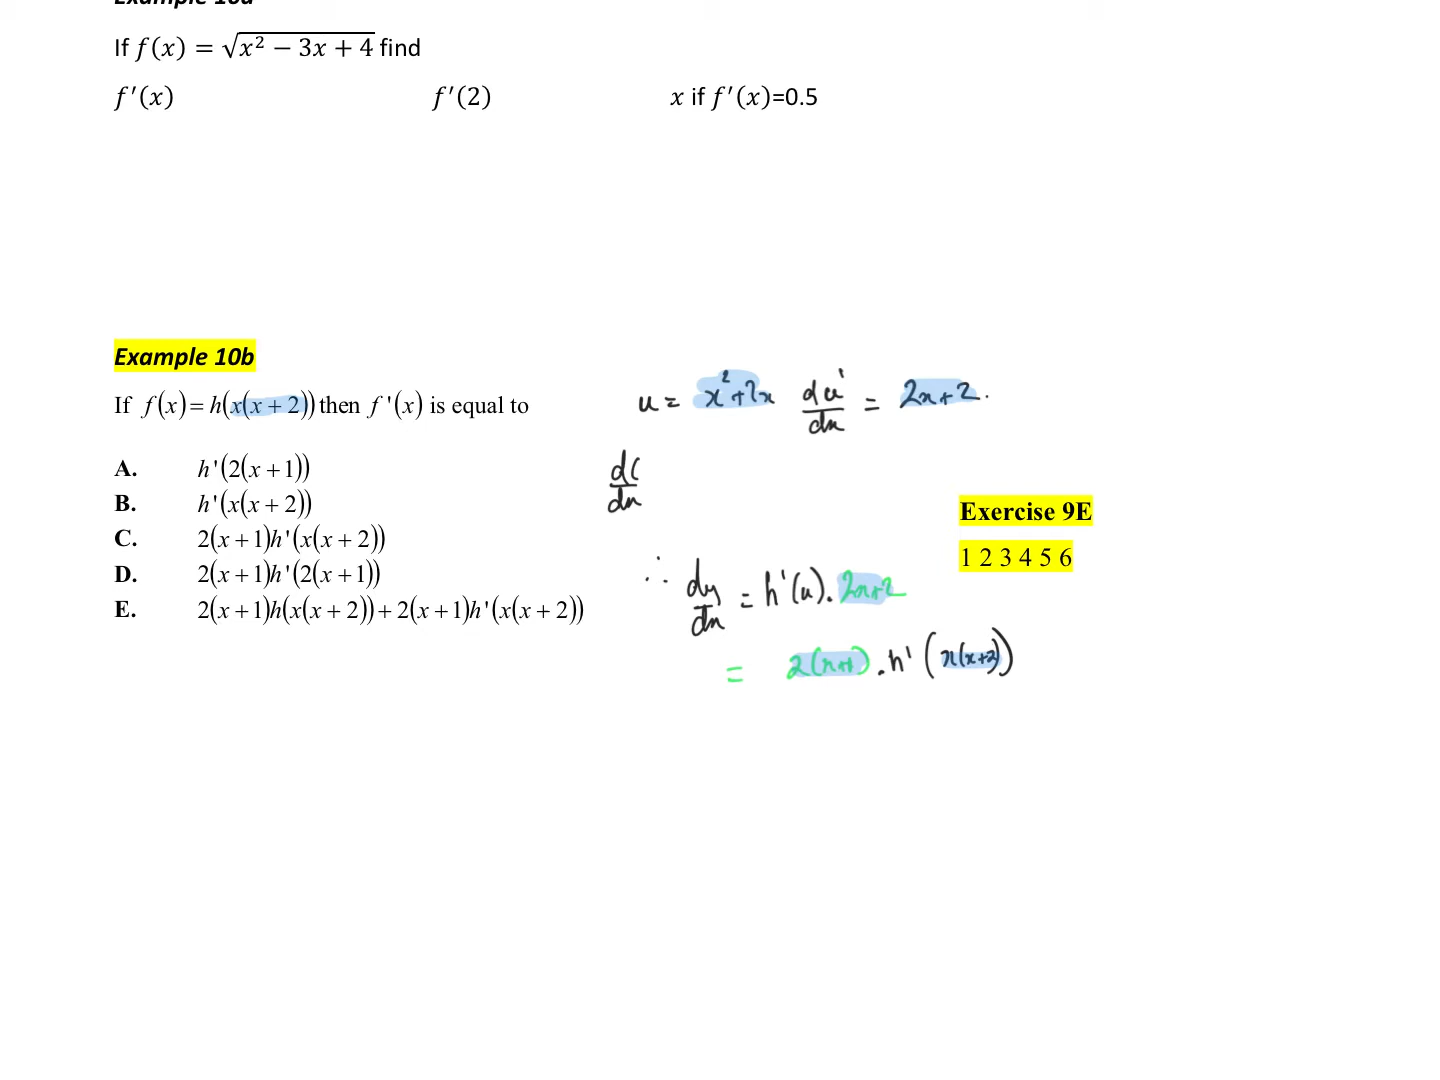 Example 10a
If f(x) = √(x² − 3x + 4) find
f′(x) f′(2) x if f′(x)=0.5
Example 10b
If f(x) = h(x(x + 2)) then f '(x) is equal to
u = x²+2x du/dx = 2x+2.
A. h'(2(x + 1))
B. h'(x(x + 2))
C. 2(x + 1)h'(x(x + 2))
D. 2(x + 1)h'(2(x + 1))
E. 2(x + 1)h(x(x + 2)) + 2(x + 1)h'(x(x + 2))
Exercise 9E
1 2 3 4 5 6
∴ dy/dx = h'(u). 2x+2
= 2(x+1) . h' (x(x+2))